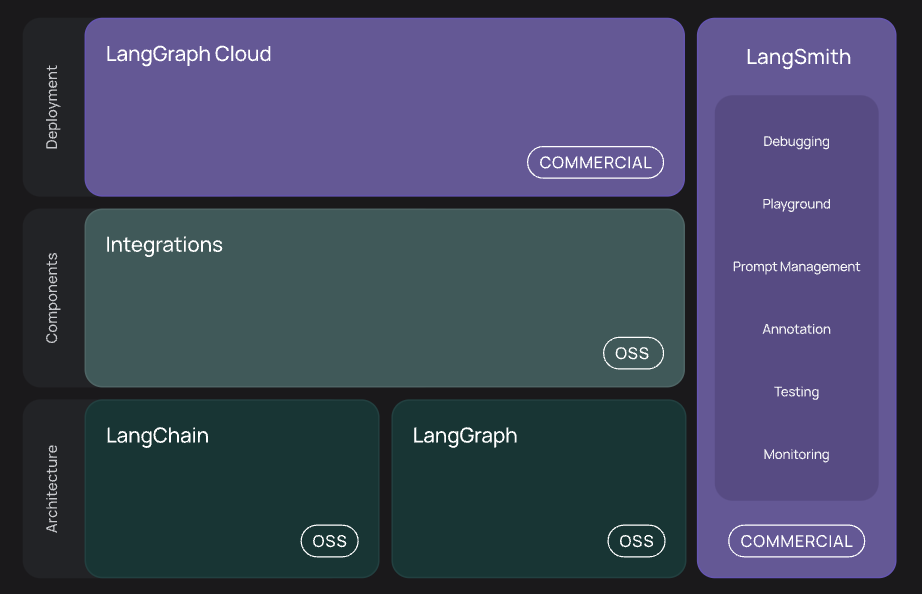 Deployment
LangGraph Cloud
COMMERCIAL
Components
Integrations
OSS
Architecture
LangChain
OSS
LangGraph
OSS
LangSmith
Debugging
Playground
Prompt Management
Annotation
Testing
Monitoring
COMMERCIAL